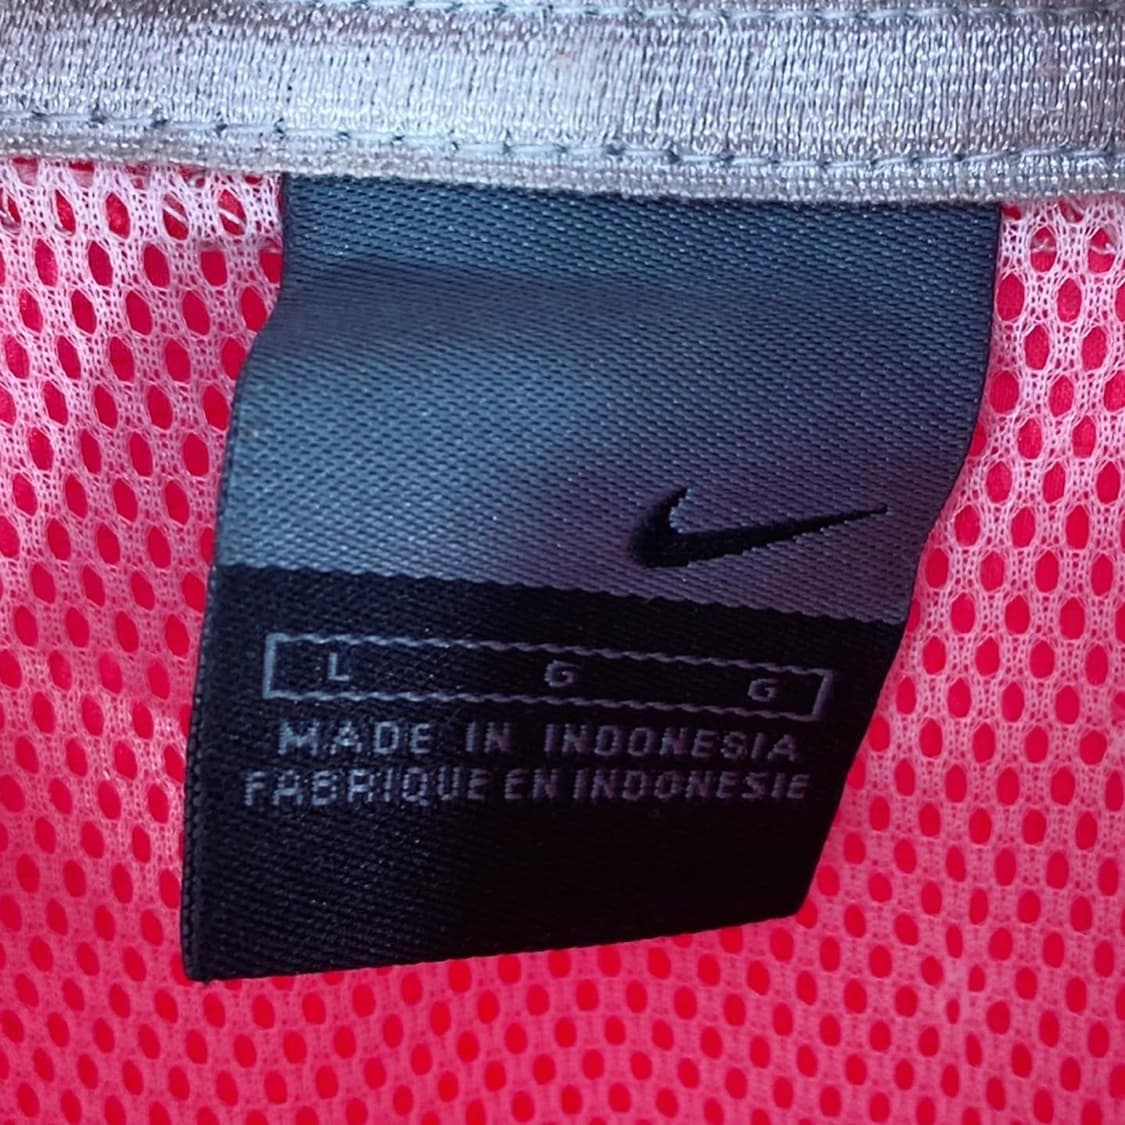 L G G
MADE IN INDONESIA
FABRIQUE EN INDONESIE